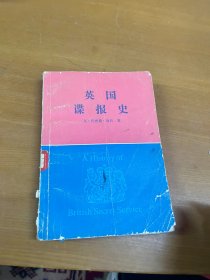 英国
谍报史
A History of
British Secret Service